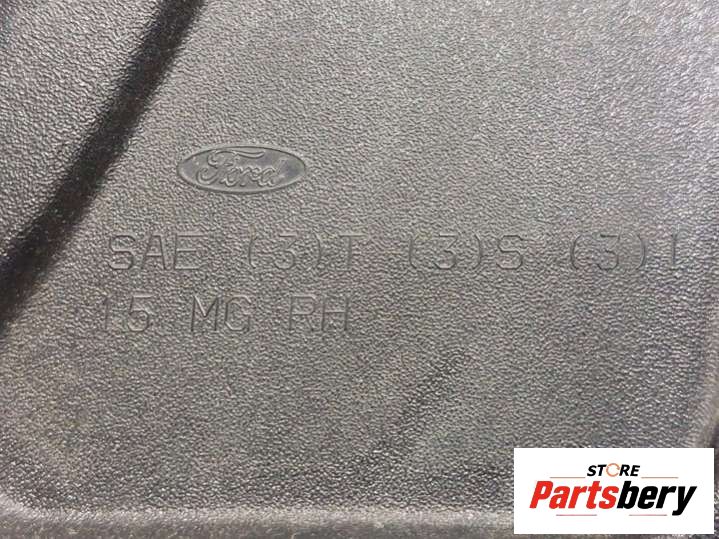 Ford
SAE (3)T (3)S (3)I
15 MG RH
STORE
Partsbery